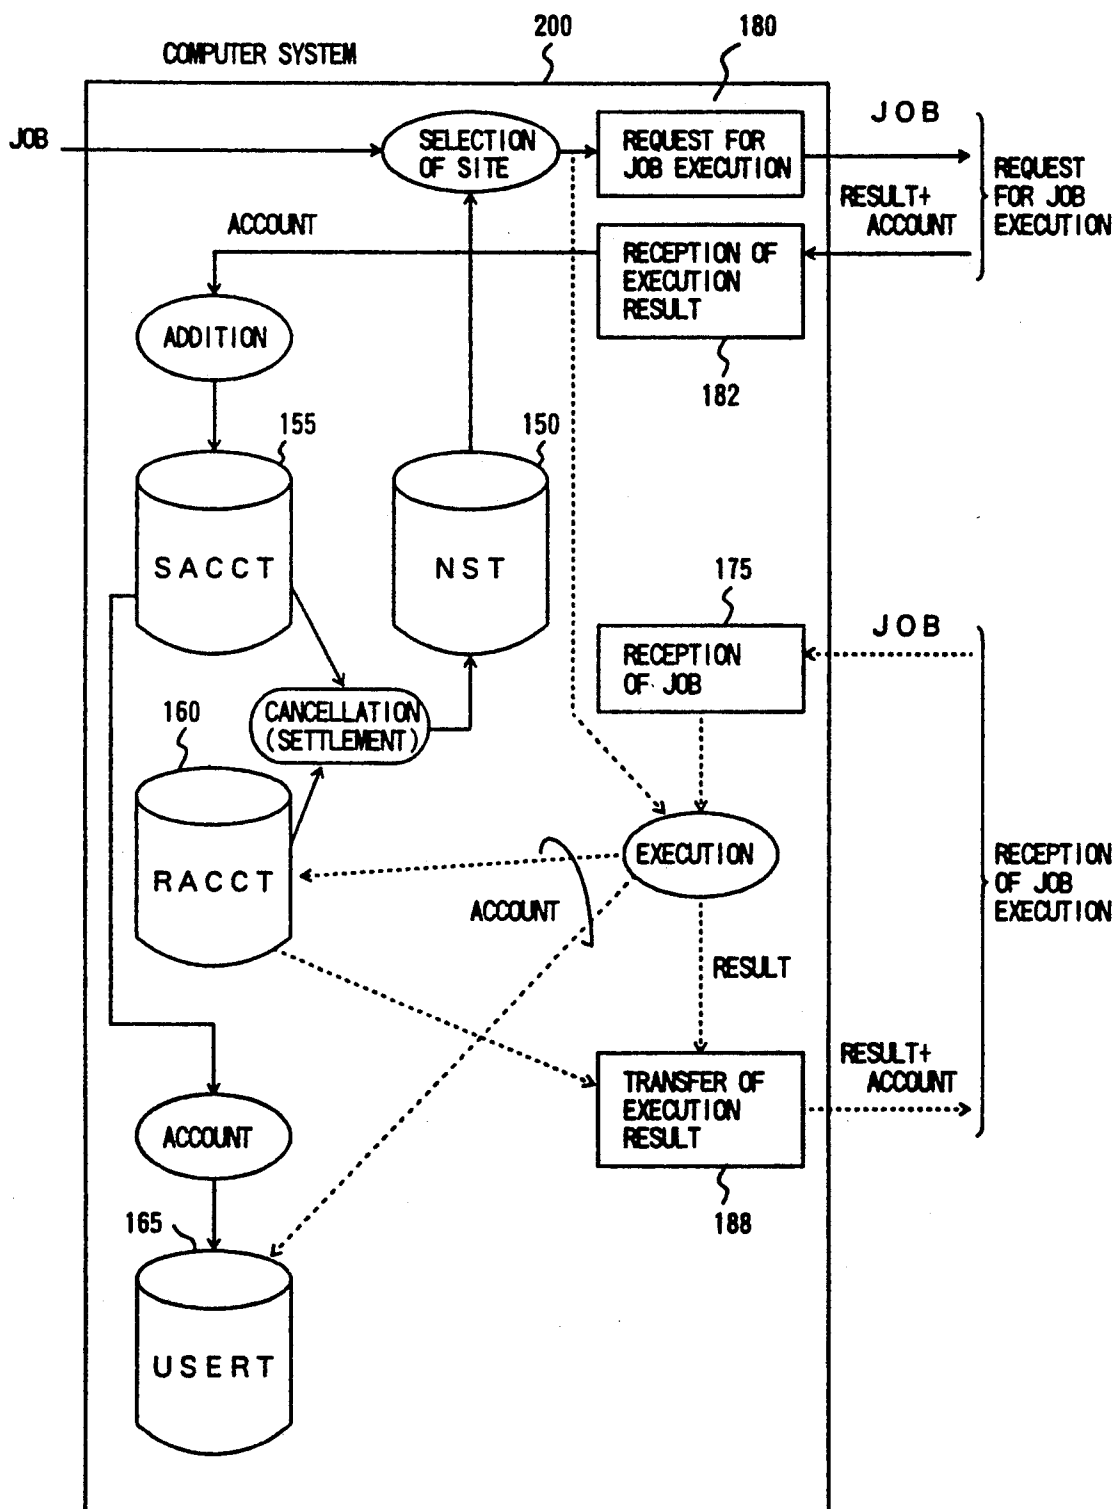 200
180
COMPUTER SYSTEM
JOB
JOB
SELECTION
OF SITE
REQUEST FOR
JOB EXECUTION
REQUEST
FOR JOB
EXECUTION
RESULT+
ACCOUNT
ACCOUNT
RECEPTION OF
EXECUTION
RESULT
ADDITION
182
155
150
SACCT
NST
175
JOB
RECEPTION
OF JOB
160
CANCELLATION
(SETTLEMENT)
RACCT
EXECUTION
RECEPTION
OF JOB
EXECUTION
ACCOUNT
RESULT
RESULT+
ACCOUNT
TRANSFER OF
EXECUTION
RESULT
ACCOUNT
188
165
USERT